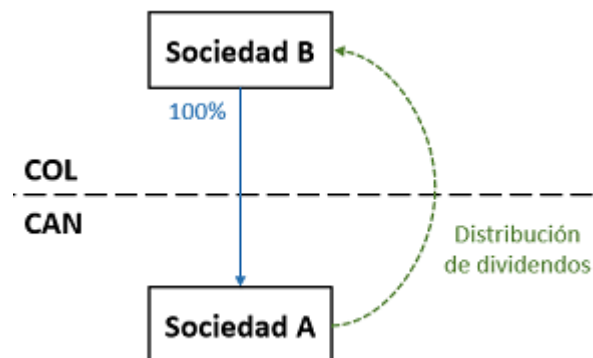 Sociedad B
100%
COL
CAN
Distribución
de dividendos
Sociedad A